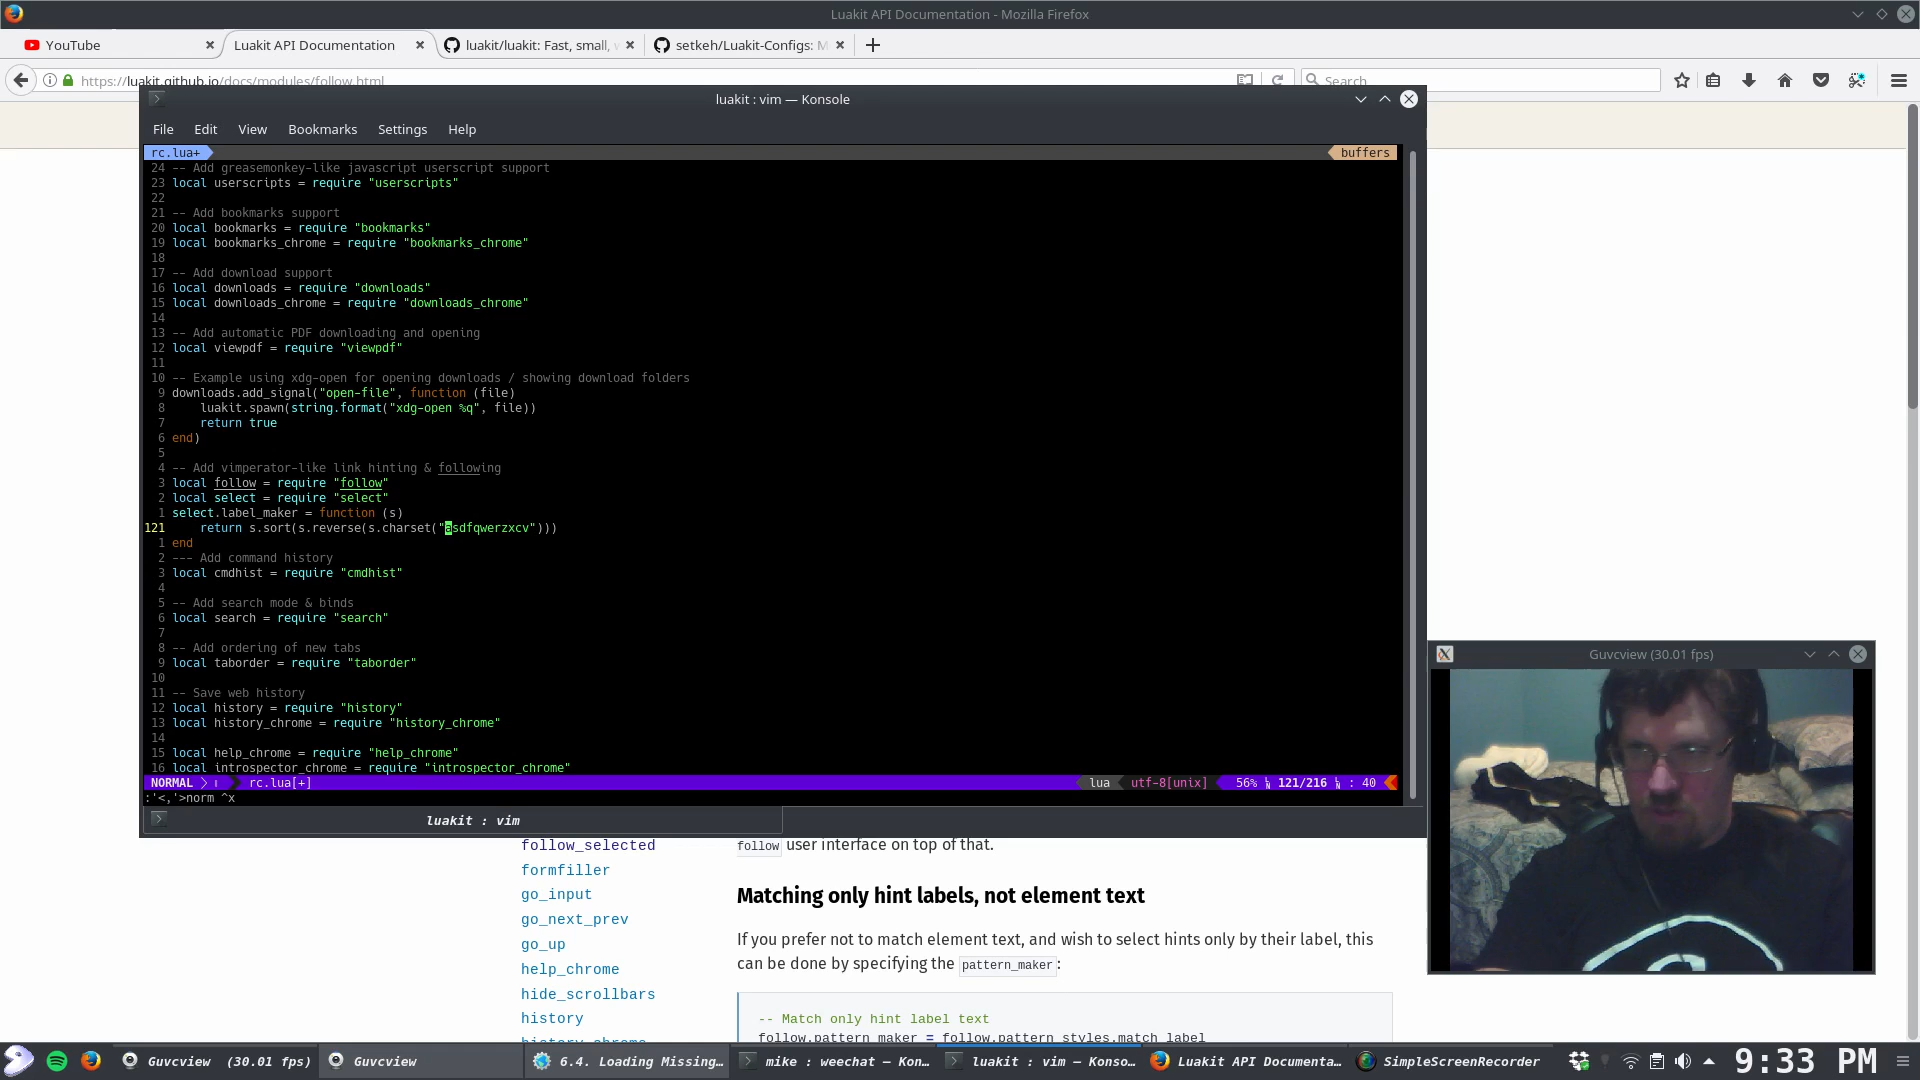 Luakit API Documentation - Mozilla Firefox
YouTube
Luakit API Documentation
luakit/luakit: Fast, small, w
setkeh/Luakit-Configs: M
https://luakit.github.io/docs/modules/follow.html
Search
luakit : vim — Konsole
File Edit View Bookmarks Settings Help
rc.lua+ buffers
24 -- Add greasemonkey-like javascript userscript support
23 local userscripts = require "userscripts"
22
21 -- Add bookmarks support
20 local bookmarks = require "bookmarks"
19 local bookmarks_chrome = require "bookmarks_chrome"
18
17 -- Add download support
16 local downloads = require "downloads"
15 local downloads_chrome = require "downloads_chrome"
14
13 -- Add automatic PDF downloading and opening
12 local viewpdf = require "viewpdf"
11
10 -- Example using xdg-open for opening downloads / showing download folders
9 downloads.add_signal("open-file", function (file)
8     luakit.spawn(string.format("xdg-open %q", file))
7     return true
6 end)
5
4 -- Add vimperator-like link hinting & following
3 local follow = require "follow"
2 local select = require "select"
1 select.label_maker = function (s)
121     return s.sort(s.reverse(s.charset("asdfqwerzxcv")))
1 end
2 --- Add command history
3 local cmdhist = require "cmdhist"
4
5 -- Add search mode & binds
6 local search = require "search"
7
8 -- Add ordering of new tabs
9 local taborder = require "taborder"
10
11 -- Save web history
12 local history = require "history"
13 local history_chrome = require "history_chrome"
14
15 local help_chrome = require "help_chrome"
16 local introspector_chrome = require "introspector_chrome"
NORMAL rc.lua[+] lua utf-8[unix] 56% 121/216 : 40
:'<,'>norm ^x
luakit : vim
Guvcview (30.01 fps)
follow_selected
formfiller
go_input
go_next_prev
go_up
help_chrome
hide_scrollbars
history
history_chrome
follow user interface on top of that.
Matching only hint labels, not element text
If you prefer not to match element text, and wish to select hints only by their label, this
can be done by specifying the pattern_maker:
-- Match only hint label text
follow.pattern_maker = follow.pattern_styles.match_label
Guvcview (30.01 fps)
Guvcview
6.4. Loading Missing...
mike : weechat — Kon...
luakit : vim — Konso...
Luakit API Documenta...
SimpleScreenRecorder
9:33 PM